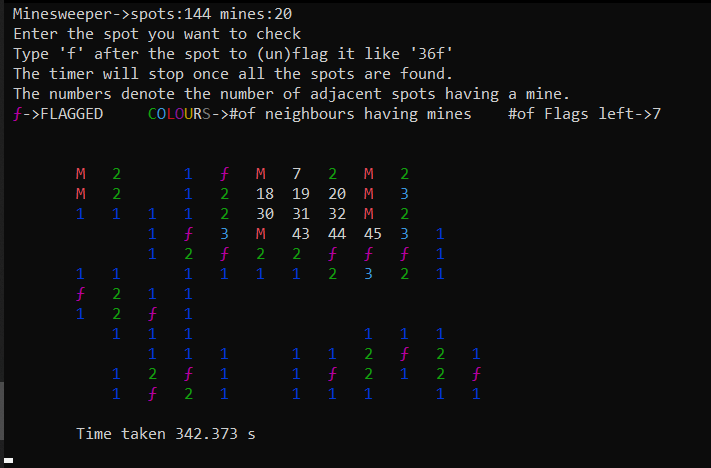 Minesweeper->spots:144 mines:20
Enter the spot you want to check
Type 'f' after the spot to (un)flag it like '36f'
The timer will stop once all the spots are found.
The numbers denote the number of adjacent spots having a mine.
ƒ->FLAGGED COLOURS->#of neighbours having mines #of Flags left->7
M 2 1 ƒ M 7 2 M 2
M 2 1 2 18 19 20 M 3
1 1 1 1 2 30 31 32 M 2
1 ƒ 3 M 43 44 45 3 1
1 2 ƒ 2 2 ƒ ƒ ƒ 1
1 1 1 1 1 1 2 3 2 1
ƒ 2 1 1
1 2 ƒ 1
1 1 1 1 1 1
1 1 1 1 1 2 ƒ 2 1
1 2 ƒ 1 1 ƒ 2 1 2 ƒ
1 ƒ 2 1 1 1 1 1 1
Time taken 342.373 s